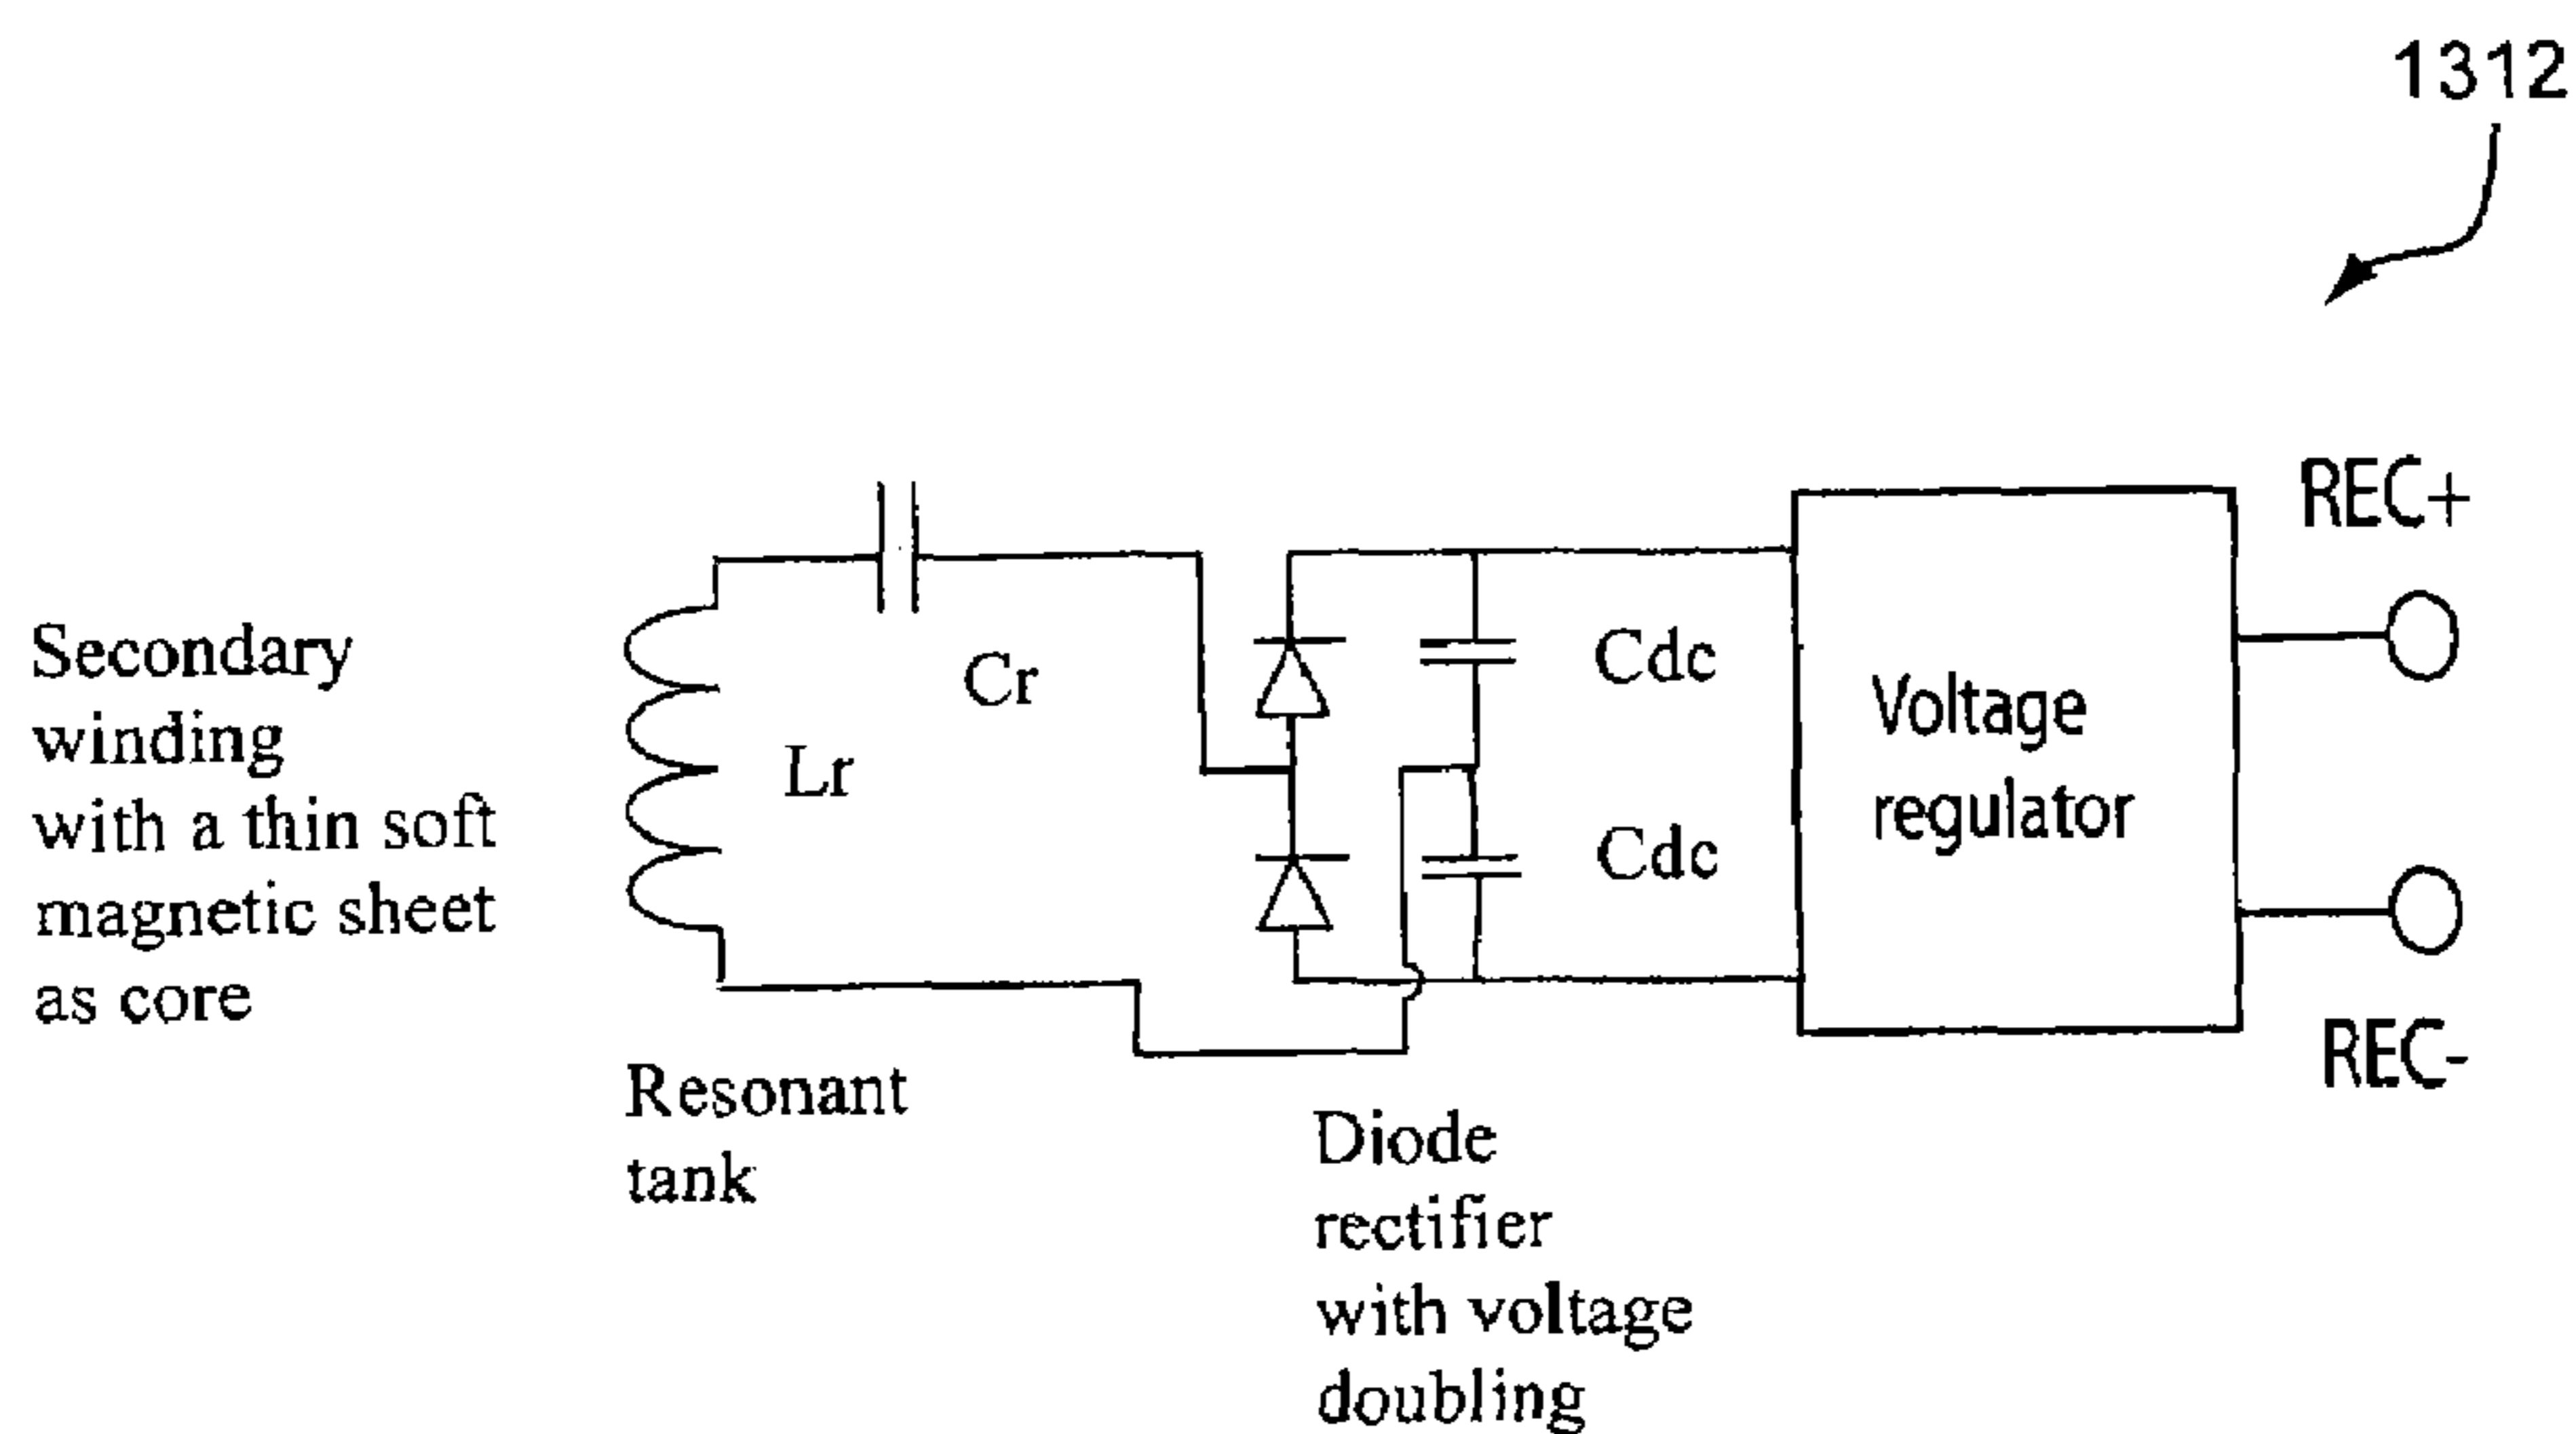 1312
REC+
Secondary
winding
with a thin soft
magnetic sheet
as core
Cr
Lr
Cdc
Cdc
Voltage
regulator
REC-
Resonant
tank
Diode
rectifier
with voltage
doubling